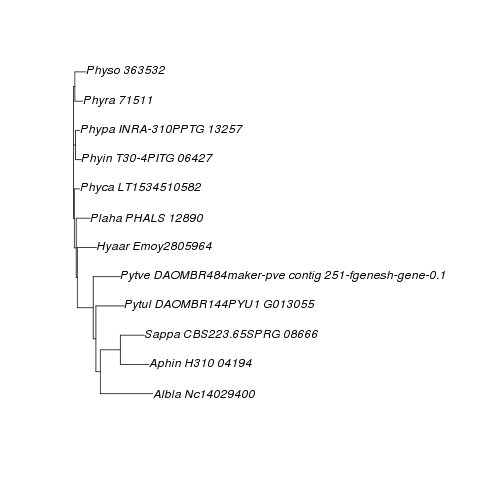 Physo 363532
Phyra 71511
Phypa INRA-310PPTG 13257
Phyin T30-4PITG 06427
Phyca LT1534510582
Plaha PHALS 12890
Hyaar Emoy2805964
Pytve DAOMBR484maker-pve contig 251-fgenesh-gene-0.1
Pytul DAOMBR144PYU1 G013055
Sappa CBS223.65SPRG 08666
Aphin H310 04194
Albla Nc14029400